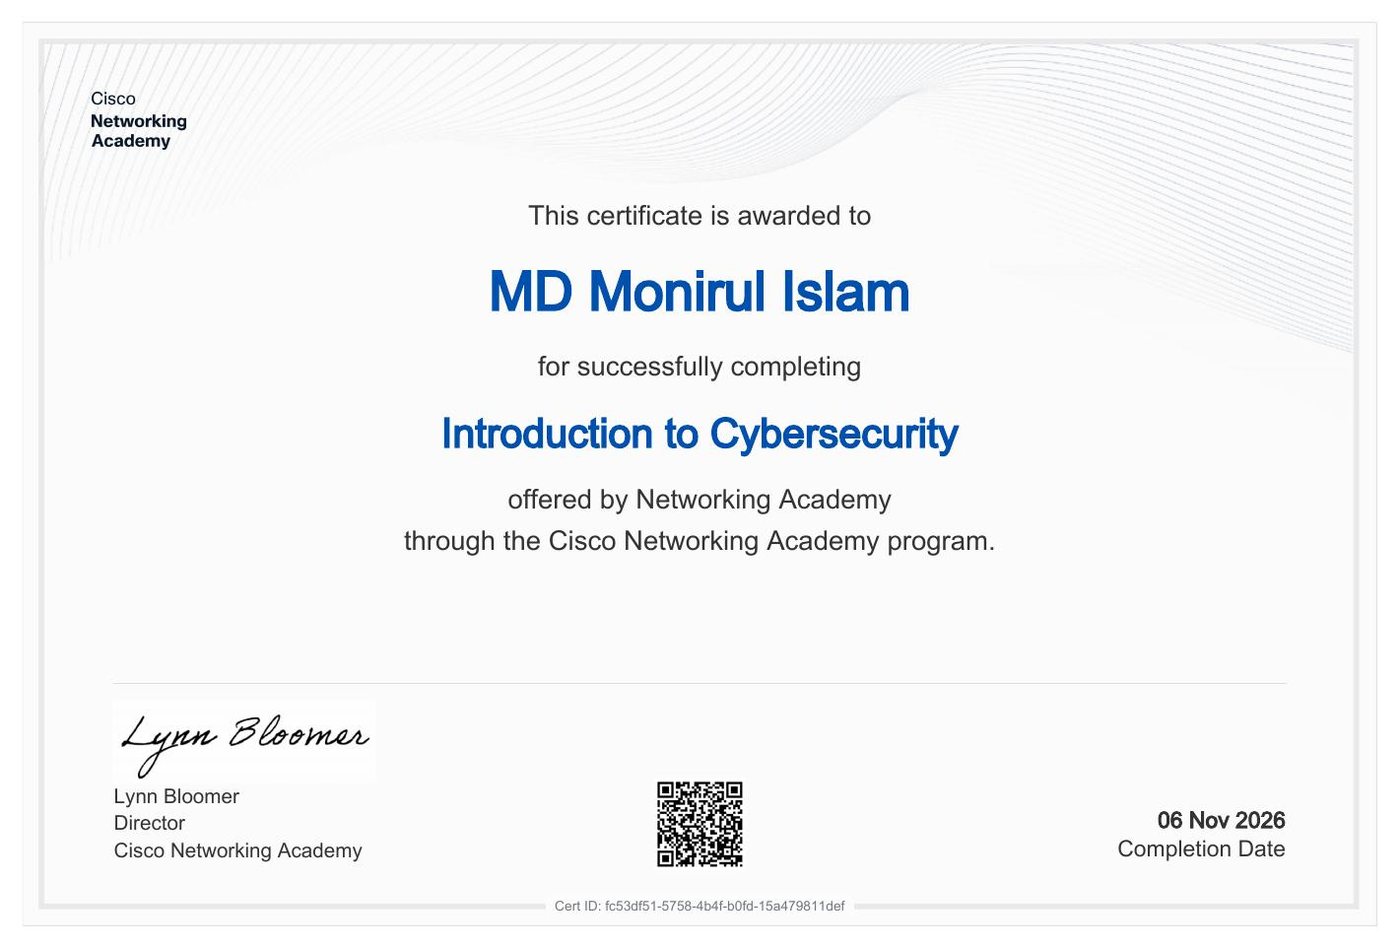 Cisco
Networking
Academy
This certificate is awarded to
MD Monirul Islam
for successfully completing
Introduction to Cybersecurity
offered by Networking Academy
through the Cisco Networking Academy program.
Lynn Bloomer
Lynn Bloomer
Director
Cisco Networking Academy
06 Nov 2026
Completion Date
Cert ID: fc53df51-5758-4b4f-b0fd-15a479811def